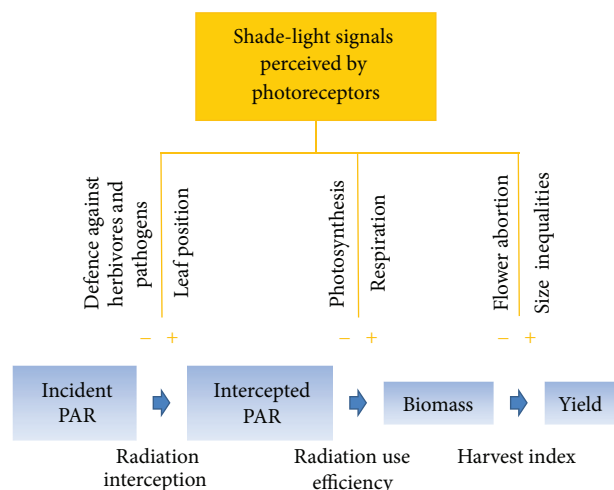 Shade-light signals
perceived by
photoreceptors
Defence against
herbivores and
pathogens
Leaf position
Photosynthesis
Respiration
Flower abortion
Size inequalities
− +
− +
− +
Incident
PAR
Intercepted
PAR
Biomass
Yield
Radiation
interception
Radiation use
efficiency
Harvest index